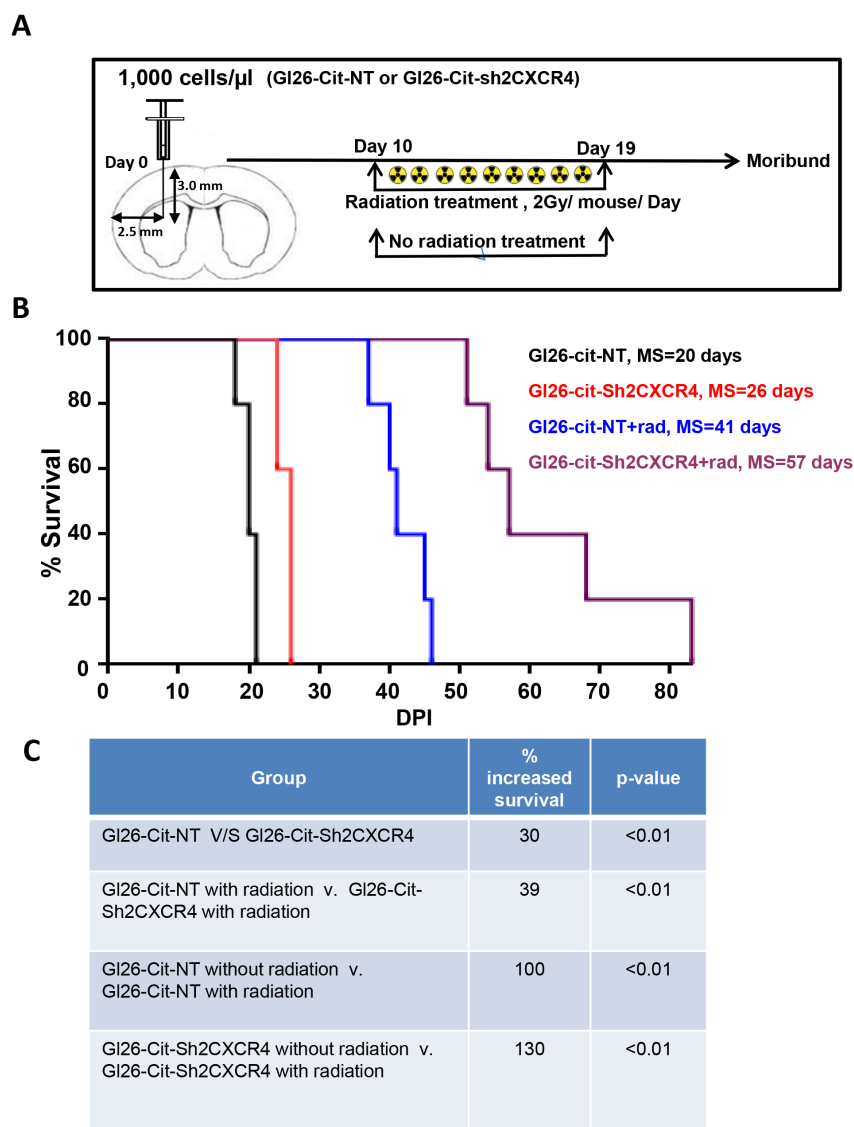 A
1,000 cells/µl (Gl26-Cit-NT or Gl26-Cit-sh2CXCR4)
Day 0
3.0 mm
2.5 mm
Day 10
Day 19
Moribund
Radiation treatment , 2Gy/ mouse/ Day
No radiation treatment
B
% Survival
100
80
60
40
20
0
0 10 20 30 40 50 60 70 80
DPI
Gl26-cit-NT, MS=20 days
Gl26-cit-Sh2CXCR4, MS=26 days
Gl26-cit-NT+rad, MS=41 days
Gl26-cit-Sh2CXCR4+rad, MS=57 days
C
Group
%
increased
survival
p-value
Gl26-Cit-NT V/S Gl26-Cit-Sh2CXCR4 30 <0.01
Gl26-Cit-NT with radiation v. Gl26-Cit-
Sh2CXCR4 with radiation
39 <0.01
Gl26-Cit-NT without radiation v.
Gl26-Cit-NT with radiation
100 <0.01
Gl26-Cit-Sh2CXCR4 without radiation v.
Gl26-Cit-Sh2CXCR4 with radiation
130 <0.01